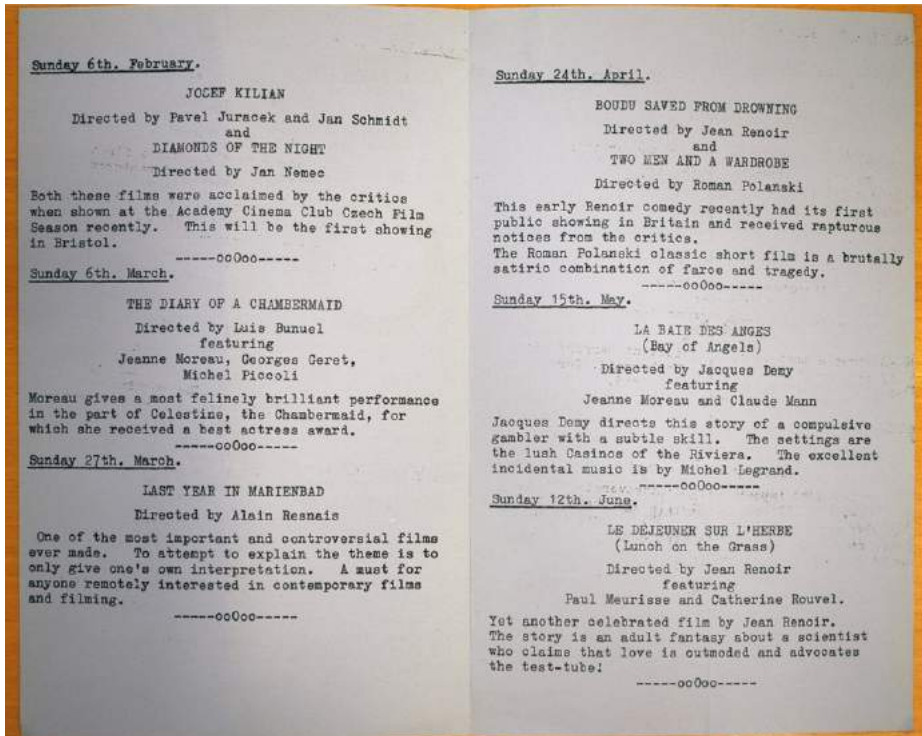 Sunday 6th. February.
JOSEF KILIAN
Directed by Pavel Juracek and Jan Schmidt
and
DIAMONDS OF THE NIGHT
Directed by Jan Nemec
Both these films were acclaimed by the critics
when shown at the Academy Cinema Club Czech Film
Season recently. This will be the first showing
in Bristol.
-----ooOoo-----
Sunday 6th. March.
THE DIARY OF A CHAMBERMAID
Directed by Luis Bunuel
featuring
Jeanne Moreau, Georges Geret,
Michel Piccoli
Moreau gives a most felinely brilliant performance
in the part of Celestine, the Chambermaid, for
which she received a best actress award.
-----ooOoo-----
Sunday 27th. March.
LAST YEAR IN MARIENBAD
Directed by Alain Resnais
One of the most important and controversial films
ever made. To attempt to explain the theme is to
only give one's own interpretation. A must for
anyone remotely interested in contemporary films
and filming.
-----ooOoo-----
Sunday 24th. April.
BOUDU SAVED FROM DROWNING
Directed by Jean Renoir
and
TWO MEN AND A WARDROBE
Directed by Roman Polanski
This early Renoir comedy recently had its first
public showing in Britain and received rapturous
notices from the critics.
The Roman Polanski classic short film is a brutally
satiric combination of farce and tragedy.
-----ooOoo-----
Sunday 15th. May.
LA BAIE DES ANGES
(Bay of Angels)
Directed by Jacques Demy
featuring
Jeanne Moreau and Claude Mann
Jacques Demy directs this story of a compulsive
gambler with a subtle skill. The settings are
the lush Casinos of the Riviera. The excellent
incidental music is by Michel Legrand.
-----ooOoo-----
Sunday 12th. June.
LE DEJEUNER SUR L'HERBE
(Lunch on the Grass)
Directed by Jean Renoir
featuring
Paul Meurisse and Catherine Rouvel.
Yet another celebrated film by Jean Renoir.
The story is an adult fantasy about a scientist
who claims that love is outmoded and advocates
the test-tube!
-----ooOoo-----